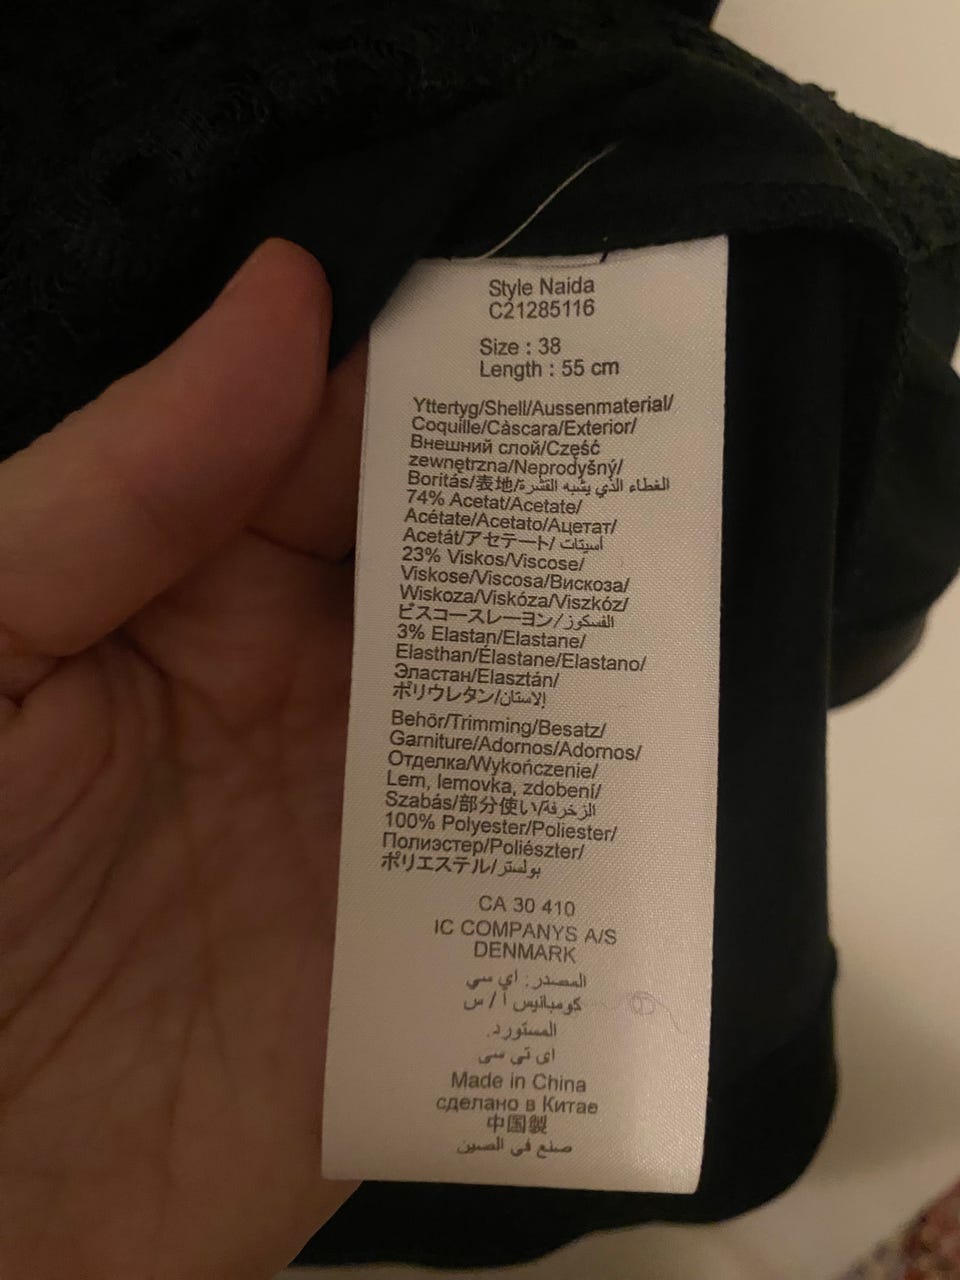 Style Naida
C21285116
Size : 38
Length : 55 cm
Yttertyg/Shell/Aussenmaterial/
Coquille/Càscara/Exterior/
Внешний слой/Część
zewnętrzna/Neprodyšný/
Boritás/表地/الغطاء الذي يشبه القشرة
74% Acetat/Acetate/
Acétate/Acetato/Ацетат/
Acetát/アセテート/أسيتات
23% Viskos/Viscose/
Viskose/Viscosa/Вискоза/
Wiskoza/Viskóza/Viszkóz/
ビスコースレーヨン/الفسكوز
3% Elastan/Elastane/
Elasthan/Élastane/Elastano/
Эластан/Elasztán/
ポリウレタン/الاستان
Behör/Trimming/Besatz/
Garniture/Adornos/Adornos/
Отделка/Wykończenie/
Lem, lemovka, zdobení/
Szabás/部分使い/الزخرفة
100% Polyester/Poliester/
Полиэстер/Poliészter/
ポリエステル/بولستر
CA 30 410
IC COMPANYS A/S
DENMARK
المصدر: اي سي
كومبانيس أ / س
المستورد.
اى تى سى
Made in China
сделано в Китае
中国製
صنع في الصين